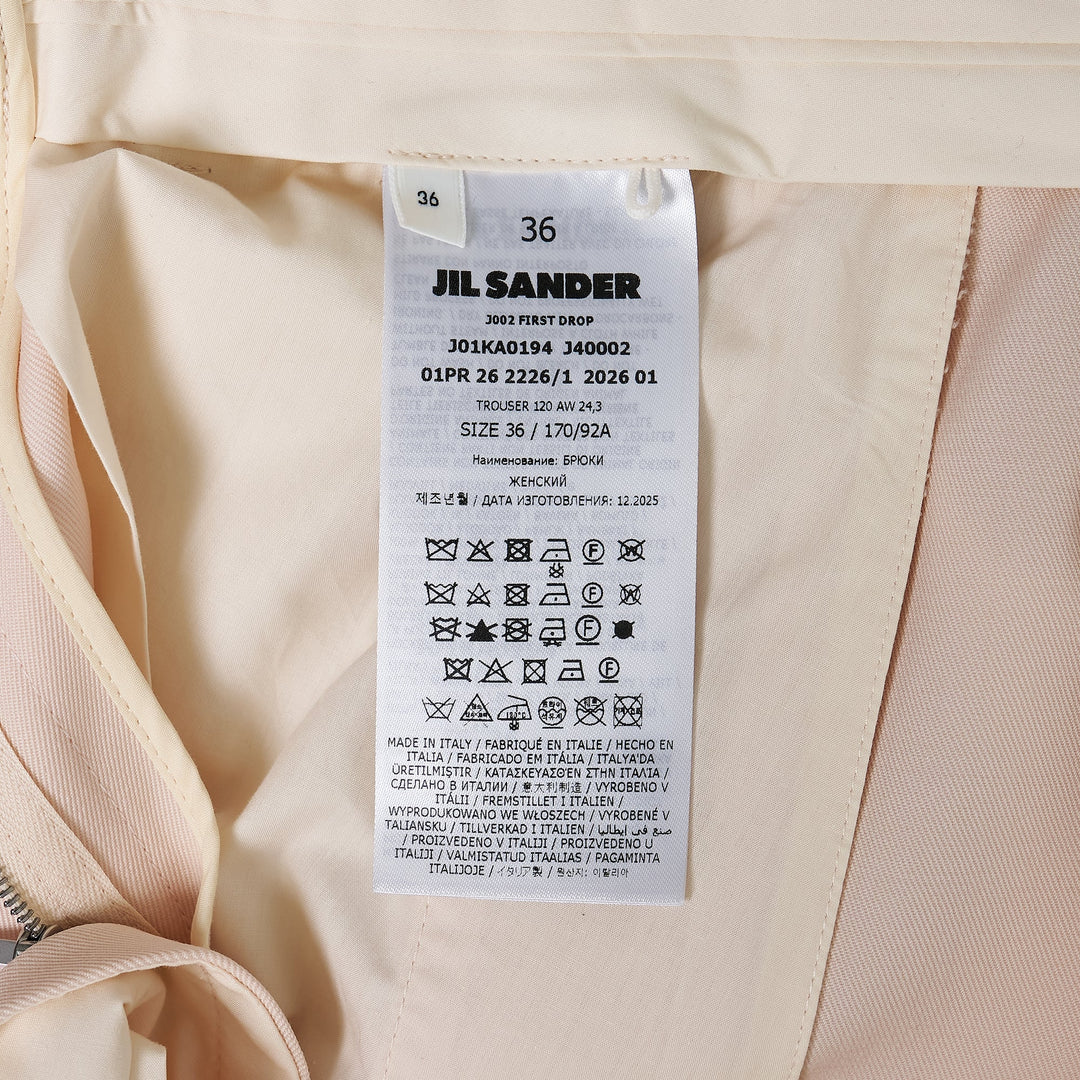 36
36
JIL SANDER
J002 FIRST DROP
J01KA0194 J40002
01PR 26 2226/1 2026 01
TROUSER 120 AW 24,3
SIZE 36 / 170/92A
Наименование: БРЮКИ
ЖЕНСКИЙ
제조년월 / ДАТА ИЗГОТОВЛЕНИЯ: 12.2025
F W
F W
F
F
MADE IN ITALY / FABRIQUÉ EN ITALIE / HECHO EN
ITALIA / FABRICADO EM ITÁLIA / ITALYA'DA
ÜRETILMIŞTIR / ΚΑΤΑΣΚΕΥΑΣΘΈΝ ΣΤΗΝ ΙΤΑΛΊΑ /
СДЕЛАНО В ИТАЛИИ / 意大利制造 / VYROBENO V
ITÁLII / FREMSTILLET I ITALIEN /
WYPRODUKOWANO WE WŁOSZECH / VYROBENÉ V
TALIANSKU / TILLVERKAD I ITALIEN / صنع في إيطاليا
/ PROIZVEDENO V ITALIJI / PROIZVEDENO U
ITALIJI / VALMISTATUD ITAALIAS / PAGAMINTA
ITALIJOJE / イタリア製 / 원산지: 이탈리아